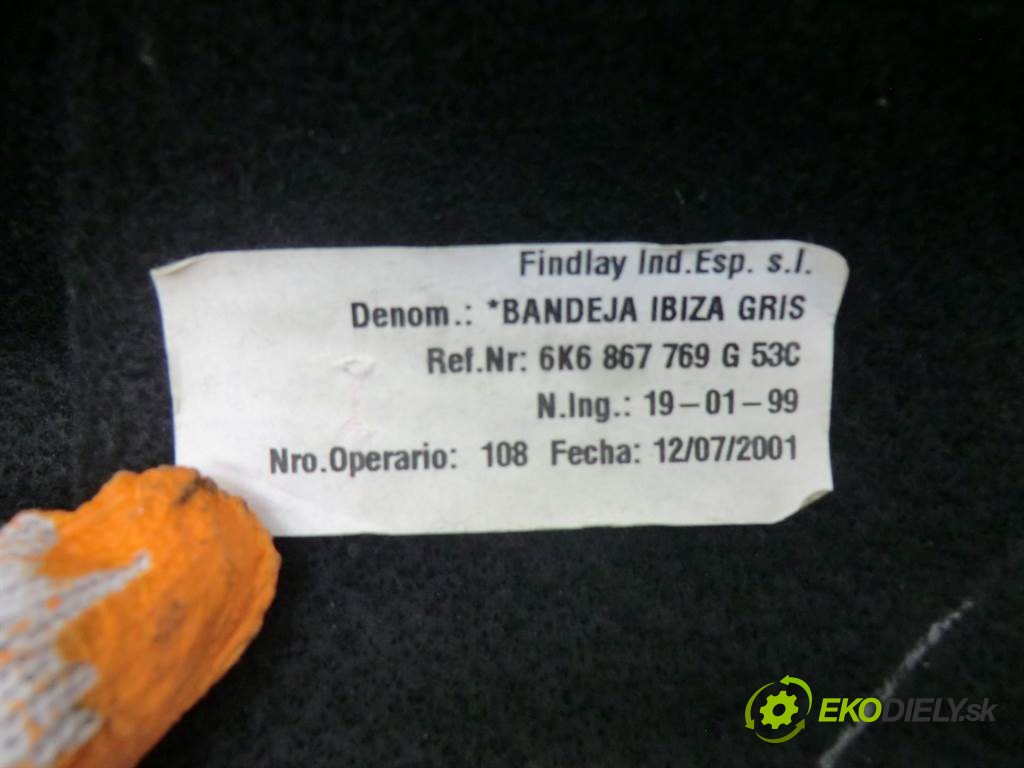 Findlay Ind.Esp. s.l.
Denom.: *BANDEJA IBIZA GRIS
Ref.Nr: 6K6 867 769 G 53C
N.Ing.: 19-01-99
Nro.Operario: 108 Fecha: 12/07/2001
EKODIELY.sk